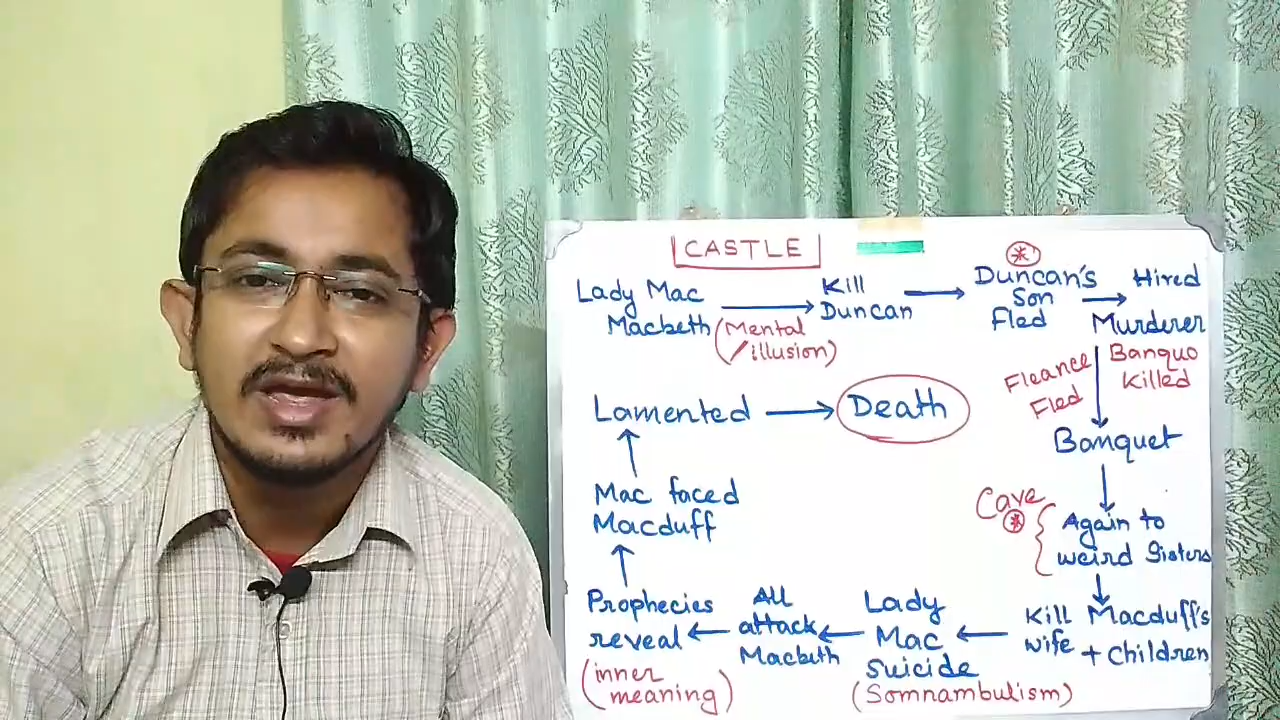 CASTLE
Lady Mac
Macbeth
(Mental
illusion)
Kill
Duncan
Duncan's
Son
Fled
Hired
Murderer
Banquo
Killed
Fleance
Fled
Banquet
Cave
Again to
weird Sisters
Kill Macduff's
wife + Children
Lady
Mac
Suicide
(Somnambulism)
All
attack
Macbeth
Prophecies
reveal
(inner
meaning)
Mac faced
Macduff
Lamented
Death